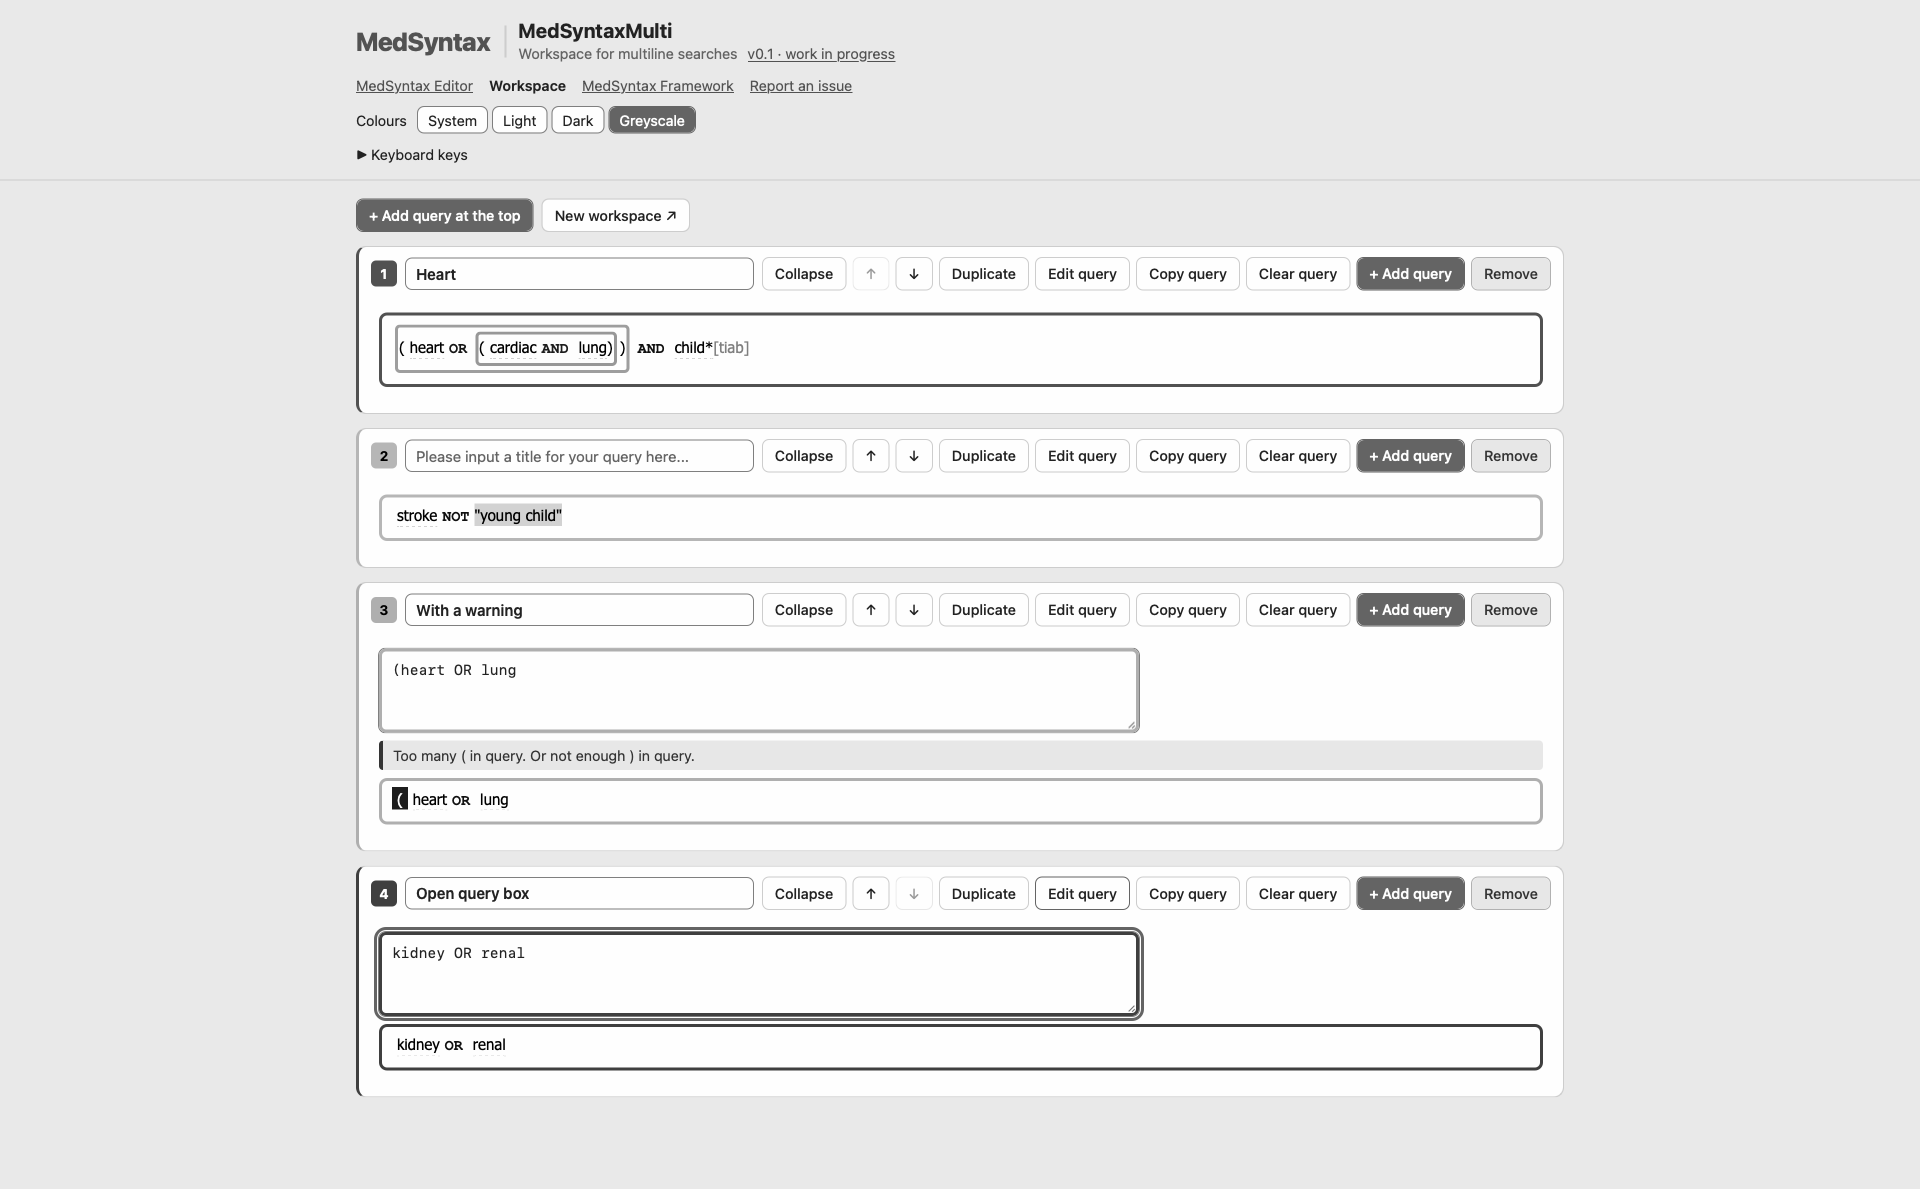 MedSyntax
MedSyntaxMulti
Workspace for multiline searches v0.1 · work in progress
MedSyntax Editor Workspace MedSyntax Framework Report an issue
Colours System Light Dark Greyscale
▶ Keyboard keys
+ Add query at the top New workspace ↗
1 Heart Collapse ↑ ↓ Duplicate Edit query Copy query Clear query + Add query Remove
( heart OR ( cardiac AND lung) ) AND child*[tiab]
2 Please input a title for your query here... Collapse ↑ ↓ Duplicate Edit query Copy query Clear query + Add query Remove
stroke NOT "young child"
3 With a warning Collapse ↑ ↓ Duplicate Edit query Copy query Clear query + Add query Remove
(heart OR lung
Too many ( in query. Or not enough ) in query.
( heart OR lung
4 Open query box Collapse ↑ ↓ Duplicate Edit query Copy query Clear query + Add query Remove
kidney OR renal
kidney OR renal